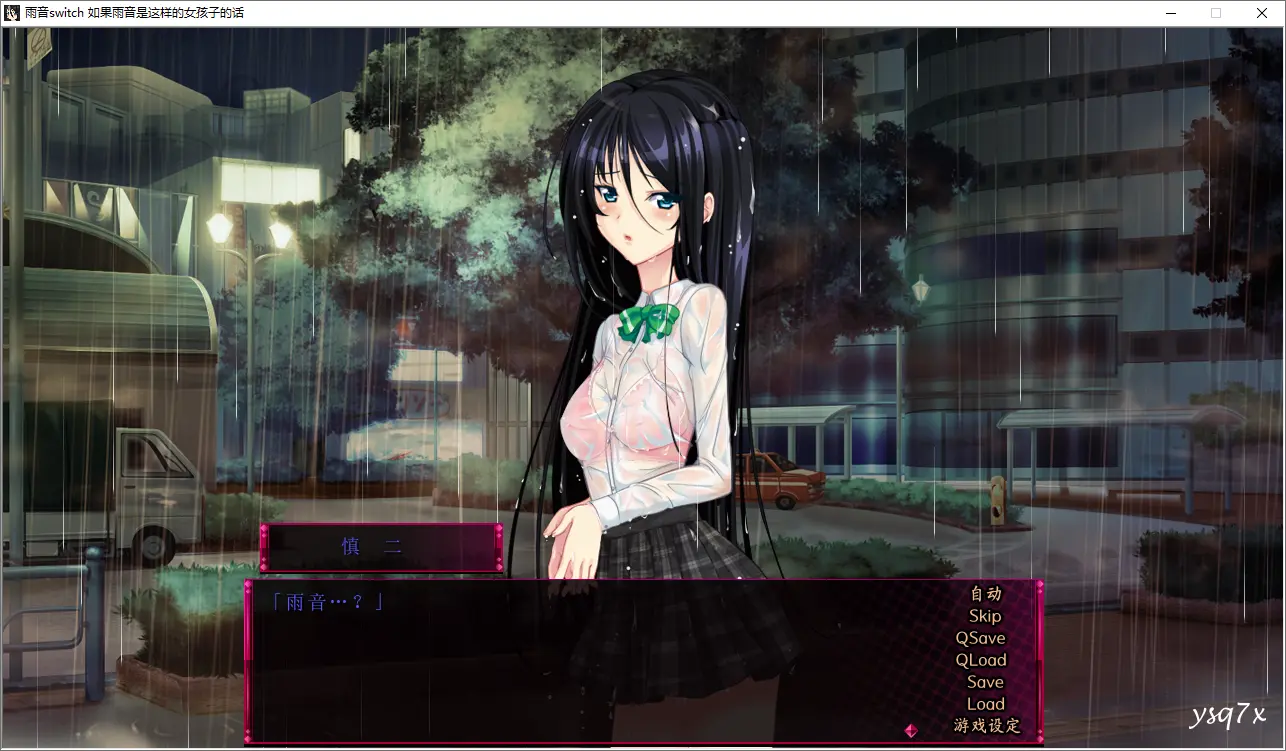 雨音switch 如果雨音是这样的女孩子的话
慎 二
「雨音…？」
自动
Skip
QSave
QLoad
Save
Load
游戏设定
ysq7x